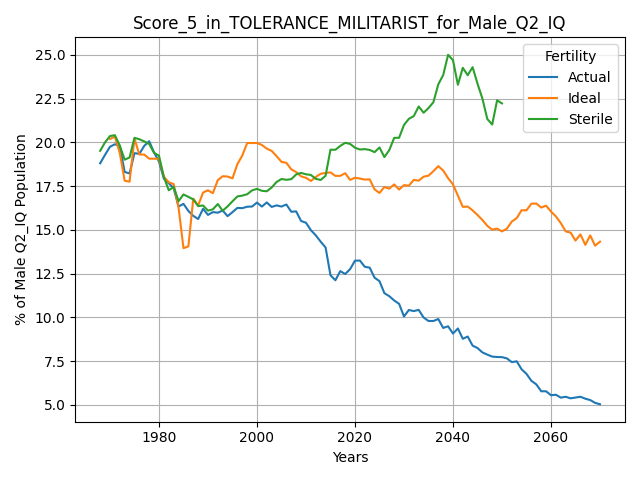 Score_5_in_TOLERANCE_MILITARIST_for_Male_Q2_IQ
% of Male Q2_IQ Population
25.0
22.5
20.0
17.5
15.0
12.5
10.0
7.5
5.0
Fertility
Actual
Ideal
Sterile
1980
2000
2020
2040
2060
Years